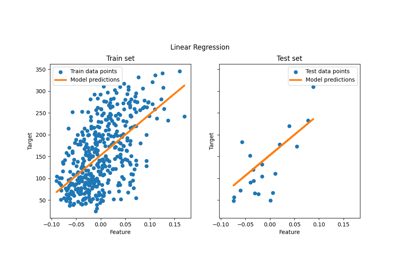 Linear Regression
Train set
Test set
Train data points
Model predictions
Test data points
Model predictions
Target
350
300
250
200
150
100
50
−0.10
−0.05
0.00
0.05
0.10
0.15
Feature
Target
−0.10
−0.05
0.00
0.05
0.10
0.15
Feature